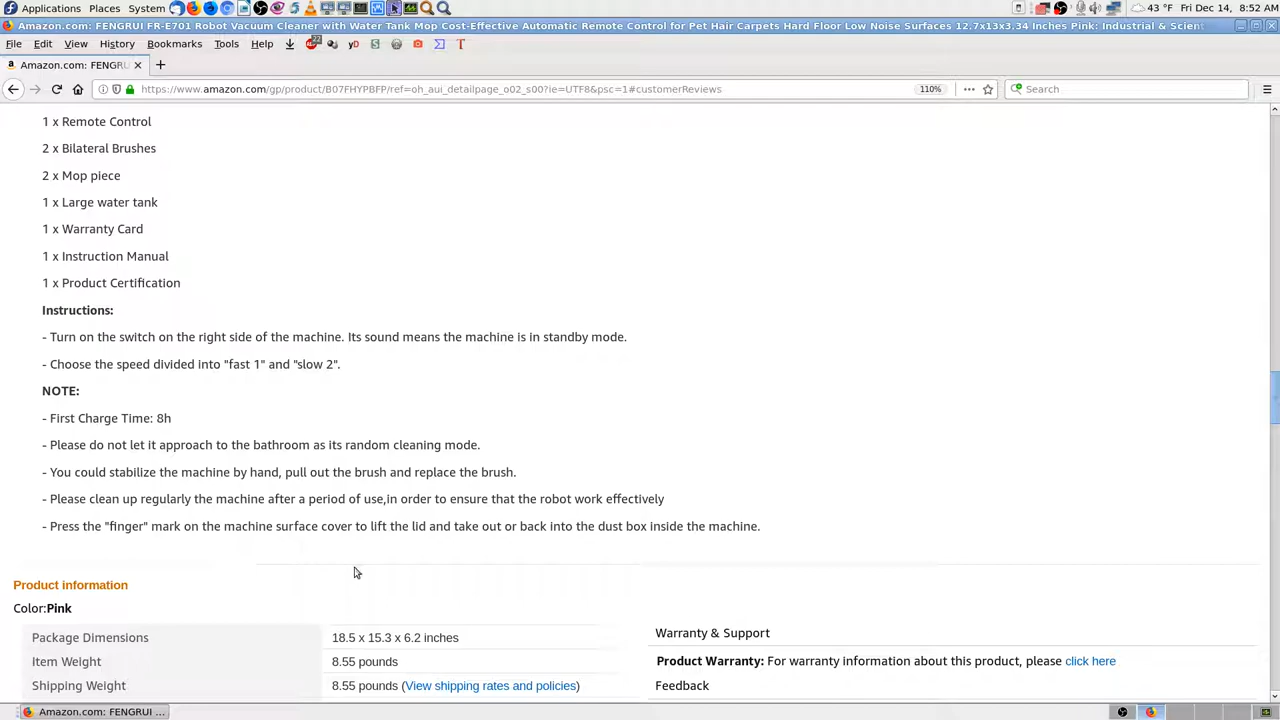 Applications Places System 43 °F Fri Dec 14, 8:52 AM
Amazon.com: FENGRUI FR-E701 Robot Vacuum Cleaner with Water Tank Mop Cost-Effective Automatic Remote Control for Pet Hair Carpets Hard Floor Low Noise Surfaces 12.7x13x3,34 Inches Pink: Industrial & Scien
File Edit View History Bookmarks Tools Help
Amazon.com: FENGRUI
https://www.amazon.com/gp/product/B07FHYPBFP/ref=oh_aui_detailpage_o02_s00?ie=UTF8&psc=1#customerReviews 110% Search
1 x Remote Control
2 x Bilateral Brushes
2 x Mop piece
1 x Large water tank
1 x Warranty Card
1 x Instruction Manual
1 x Product Certification
Instructions:
- Turn on the switch on the right side of the machine. Its sound means the machine is in standby mode.
- Choose the speed divided into "fast 1" and "slow 2".
NOTE:
- First Charge Time: 8h
- Please do not let it approach to the bathroom as its random cleaning mode.
- You could stabilize the machine by hand, pull out the brush and replace the brush.
- Please clean up regularly the machine after a period of use,in order to ensure that the robot work effectively
- Press the "finger" mark on the machine surface cover to lift the lid and take out or back into the dust box inside the machine.
Product information
Color:Pink
Package Dimensions 18.5 x 15.3 x 6.2 inches
Item Weight 8.55 pounds
Shipping Weight 8.55 pounds (View shipping rates and policies)
Warranty & Support
Product Warranty: For warranty information about this product, please click here
Feedback
Amazon.com: FENGRUI ...